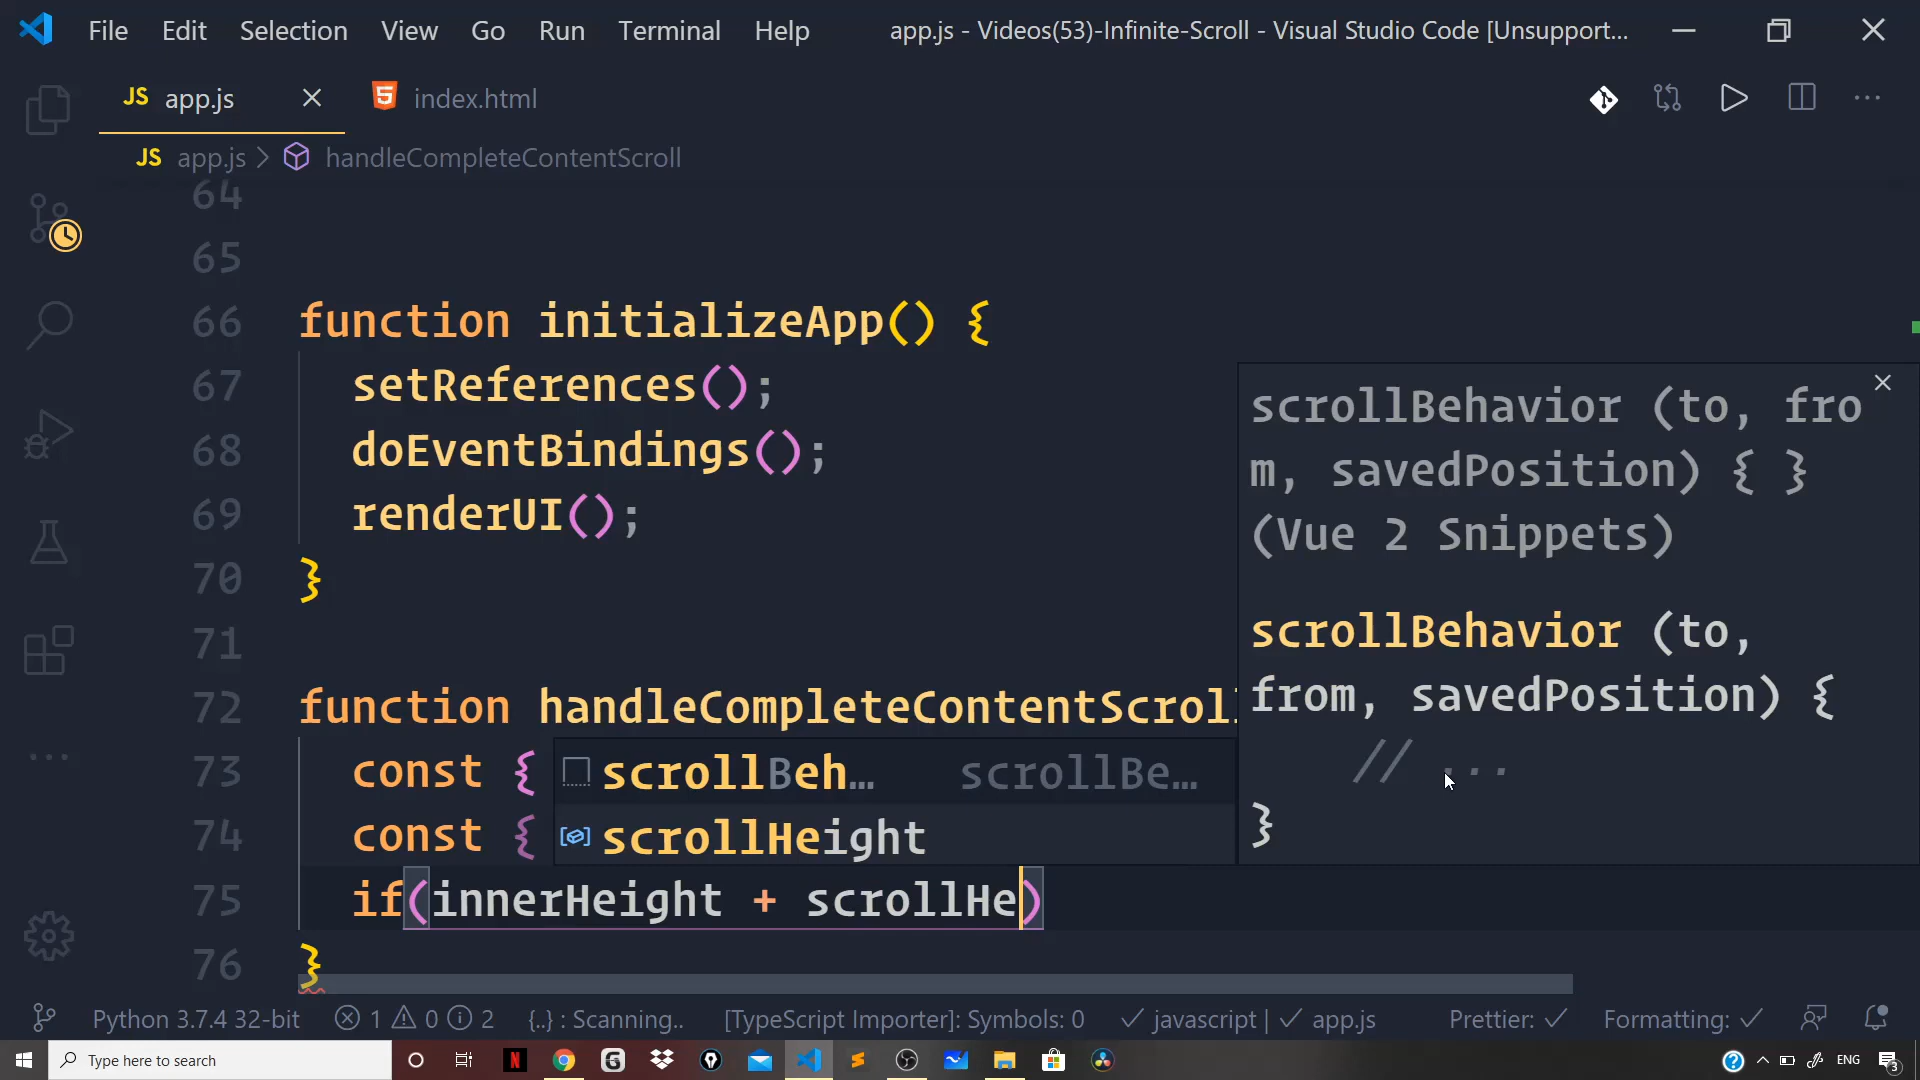 File Edit Selection View Go Run Terminal Help app.js - Videos(53)-Infinite-Scroll - Visual Studio Code [Unsupport...
JS app.js index.html
JS app.js > handleCompleteContentScroll
64
65
66 function initializeApp() {
67 setReferences();
68 doEventBindings();
69 renderUI();
70 }
71
72 function handleCompleteContentScroll
73 const {
74 const {
75 if(innerHeight + scrollHe)
76 }
scrollBeh... scrollBe...
scrollHeight
scrollBehavior (to, fro
m, savedPosition) { }
(Vue 2 Snippets)
scrollBehavior (to,
from, savedPosition) {
// ...
}
Python 3.7.4 32-bit 1 0 2 {..} : Scanning.. [TypeScript Importer]: Symbols: 0 ✓ javascript | ✓ app.js Prettier: ✓ Formatting: ✓
Type here to search ENG 3